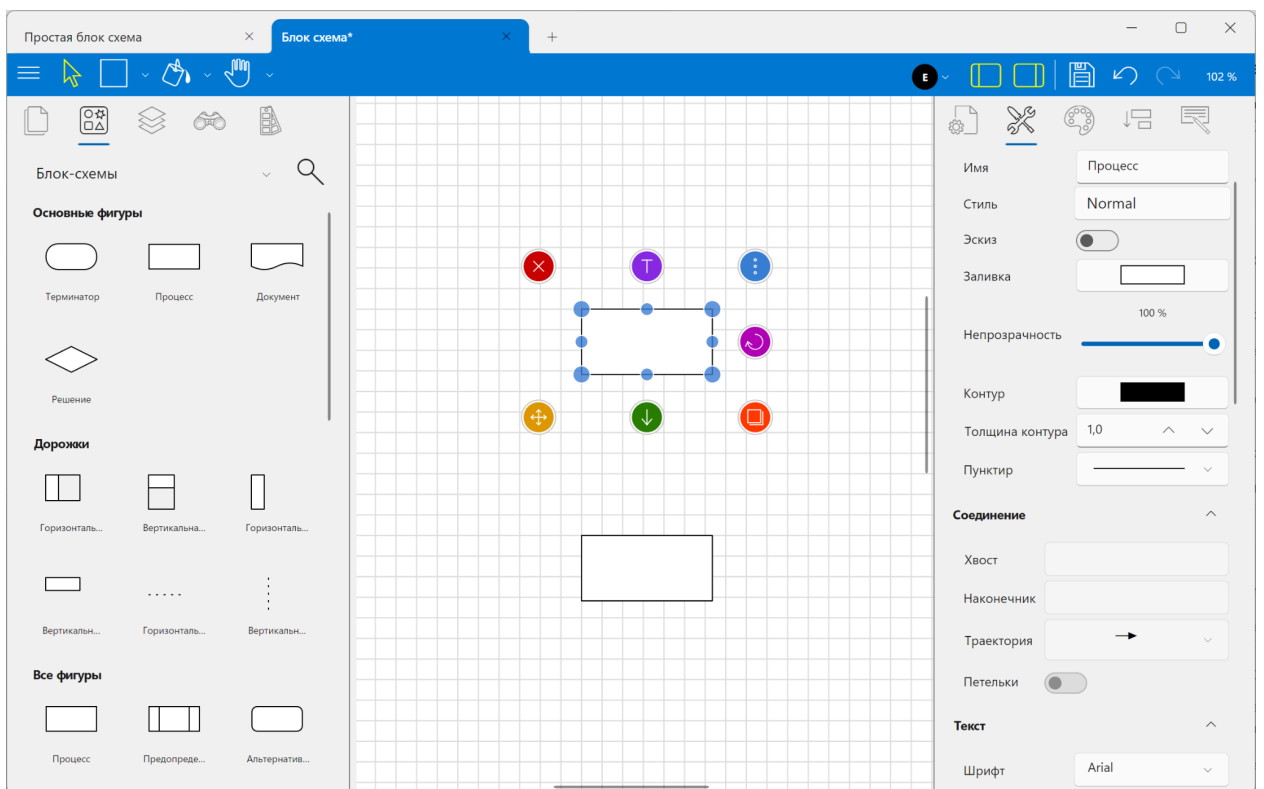 Простая блок схема
Блок схема*
E
102 %
Блок-схемы
Основные фигуры
Терминатор Процесс Документ
Решение
Дорожки
Горизонталь... Вертикальна... Горизонталь...
Вертикальн... Горизонталь... Вертикальн...
Все фигуры
Процесс Предопреде... Альтернатив...
T
Имя Процесс
Стиль Normal
Эскиз
Заливка
100 %
Непрозрачность
Контур
Толщина контура 1,0
Пунктир
Соединение
Хвост
Наконечник
Траектория
Петельки
Текст
Шрифт Arial